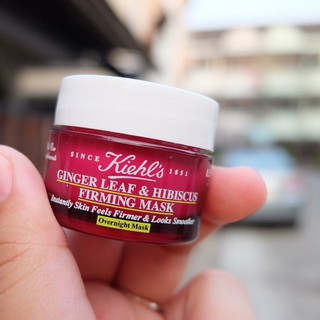 SINCE Kiehl's 1851
GINGER LEAF & HIBISCUS
FIRMING MASK
Instantly Skin Feels Firmer & Looks Smoother
Overnight Mask